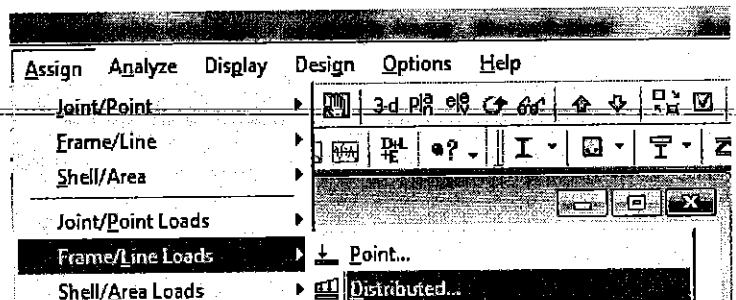 Assign Analyze Display Design Options Help
Joint/Point
3-d
Frame/Line
D+L
+E
Shell/Area
Joint/Point Loads
Frame/Line Loads
Point...
Shell/Area Loads
Distributed...